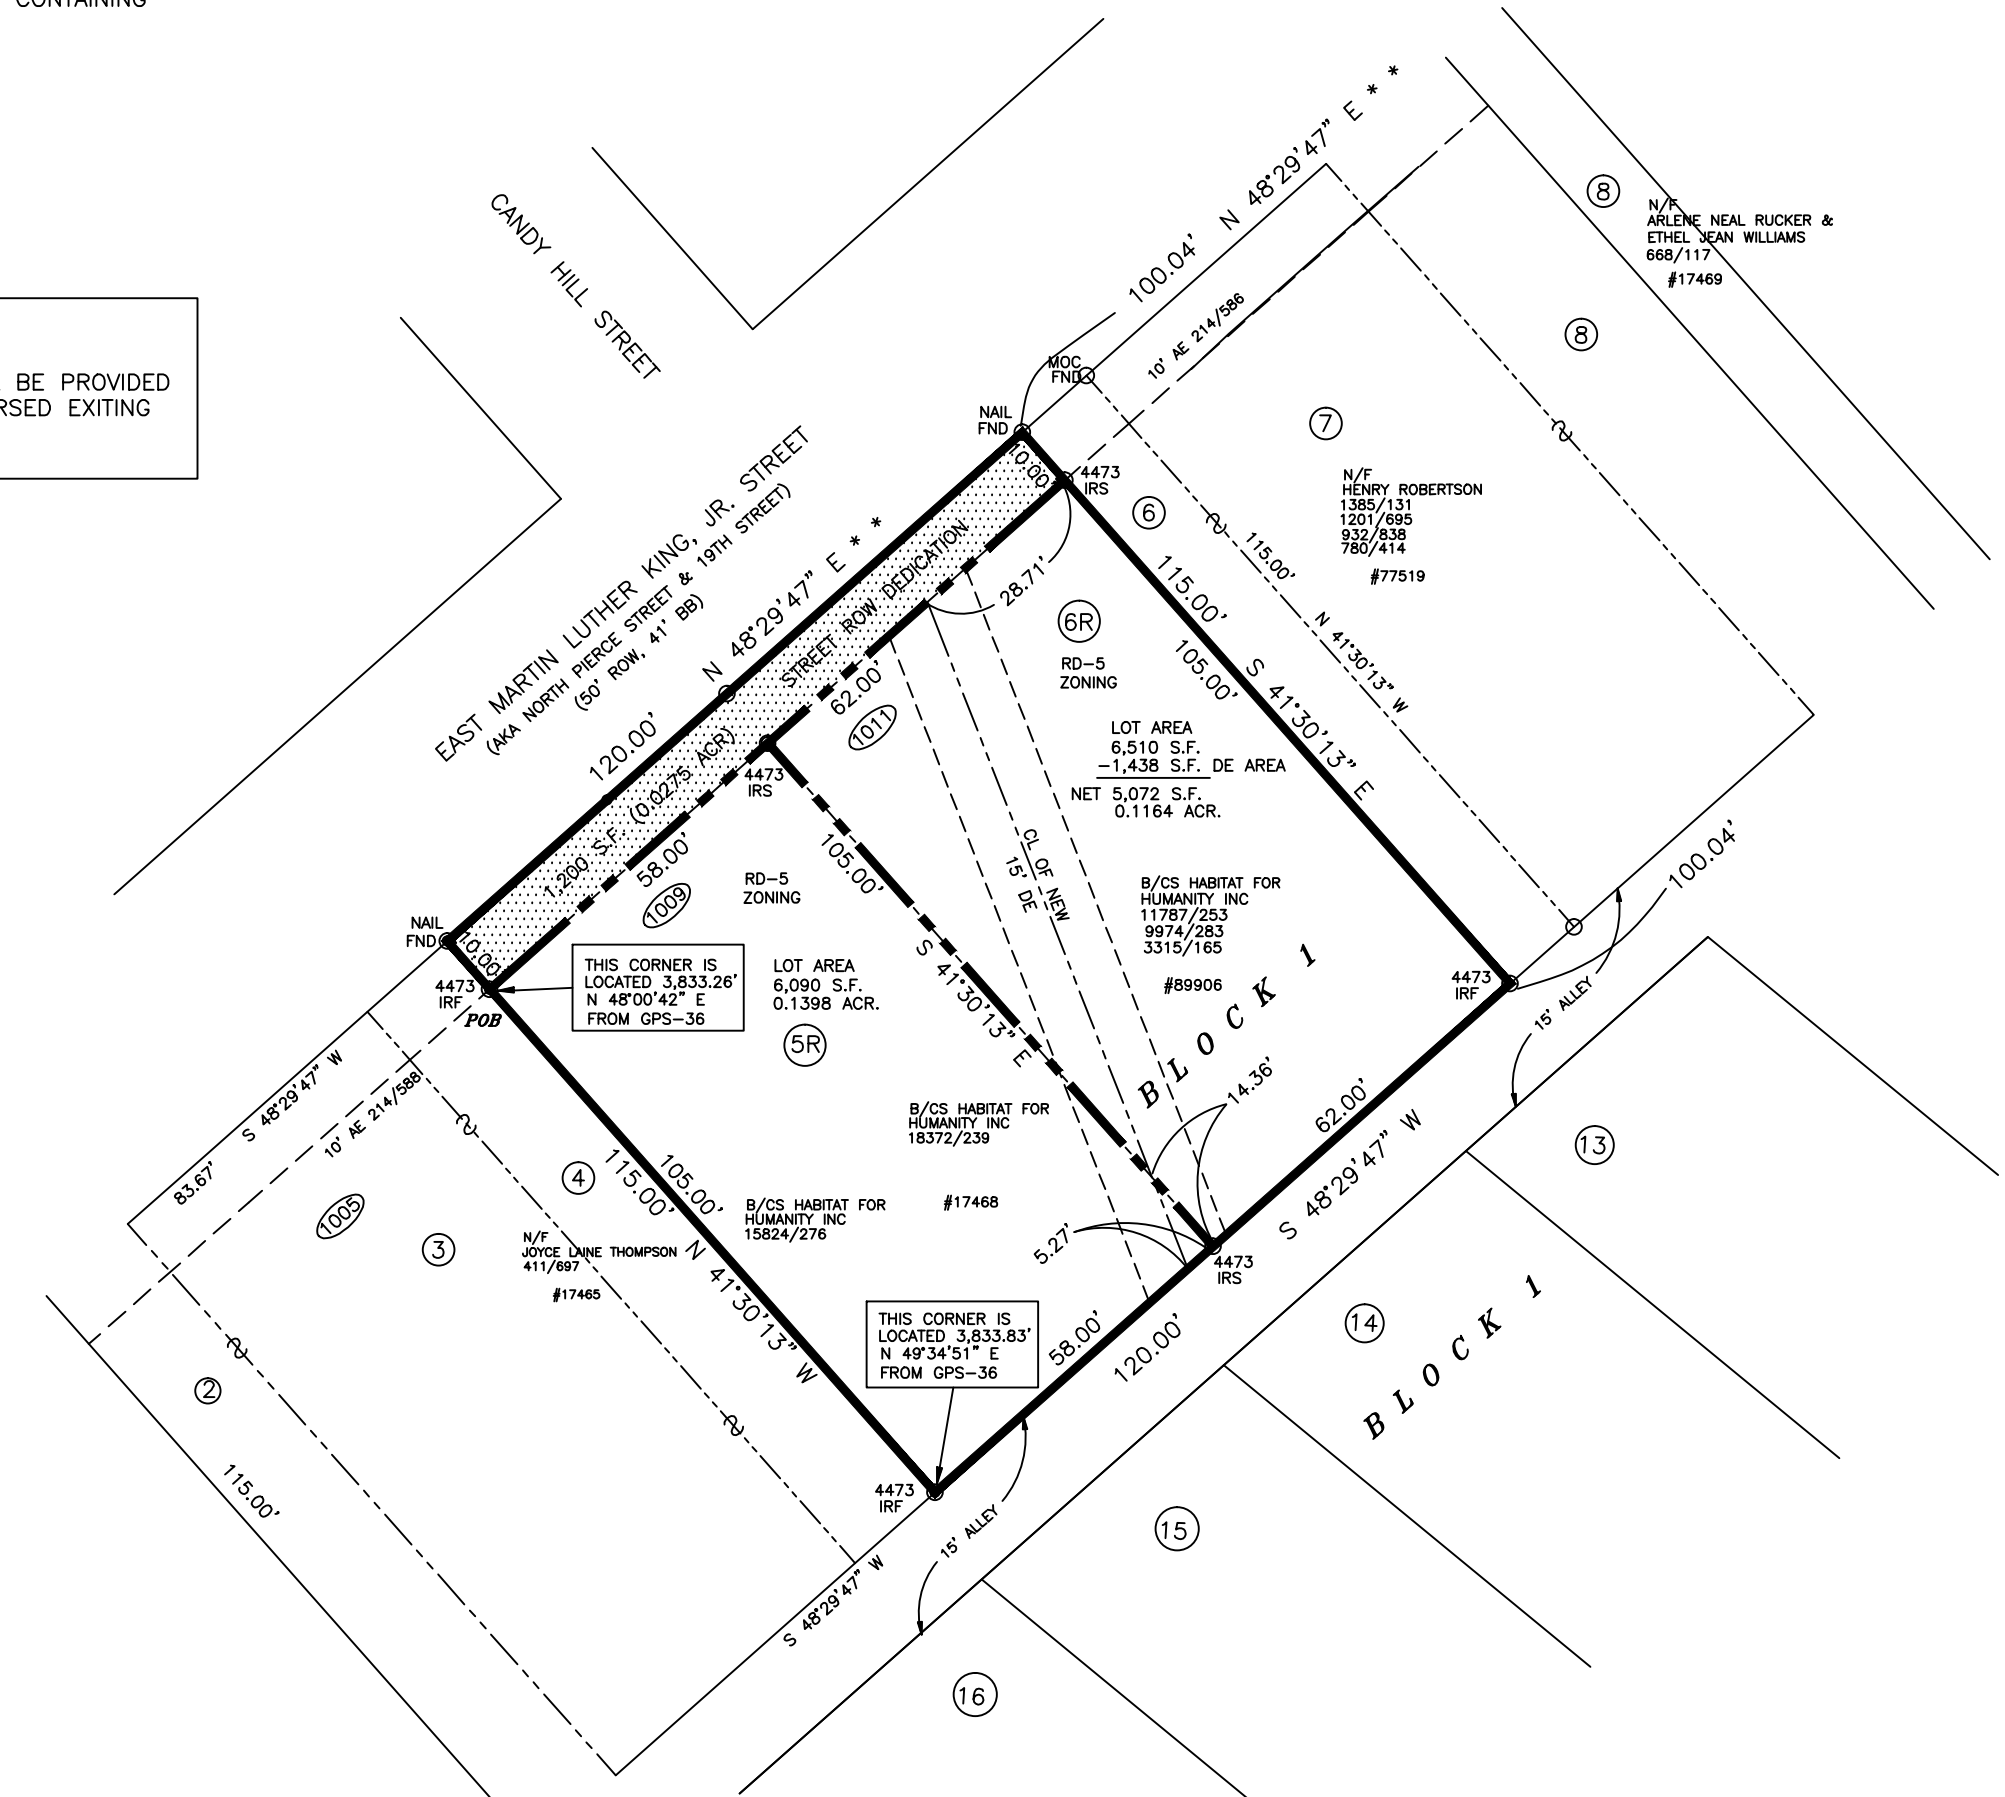 CONTAINING
BE PROVIDED
RSED EXITING
CANDY HILL STREET
EAST MARTIN LUTHER KING, JR. STREET
(AKA NORTH PIERCE STREET & 19TH STREET)
(50' ROW, 41' BB)
N 48°29'47" E * *
120.00'
100.04'
N 48°29'47" E * *
MOC
FND
NAIL
FND
10' AE 214/586
10.00'
4473
IRS
8
N/F
ARLENE NEAL RUCKER &
ETHEL JEAN WILLIAMS
668/117
#17469
8
7
N/F
HENRY ROBERTSON
1385/131
1201/695
932/838
780/414
#77519
6
115.00'
N 41°30'13" W
STREET ROW DEDICATION
1,200 S.F. (0.0275 ACR)
28.71'
62.00'
1011
6R
RD-5
ZONING
115.00'
105.00'
S 41°30'13" E
LOT AREA
6,510 S.F.
-1,438 S.F. DE AREA
NET 5,072 S.F.
0.1164 ACR.
4473
IRS
58.00'
1009
RD-5
ZONING
105.00'
S 41°30'13" E
CL OF NEW
15' DE
B/CS HABITAT FOR
HUMANITY INC
11787/253
9974/283
3315/165
#89906
BLOCK 1
100.04'
NAIL
FND
10.00'
4473
IRF
POB
THIS CORNER IS
LOCATED 3,833.26'
N 48°00'42" E
FROM GPS-36
LOT AREA
6,090 S.F.
0.1398 ACR.
5R
4473
IRF
15' ALLEY
S 48°29'47" W
83.67'
10' AE 214/588
1005
3
4
105.00'
115.00'
N 41°30'13" W
N/F
JOYCE LAINE THOMPSON
411/697
#17465
B/CS HABITAT FOR
HUMANITY INC
18372/239
B/CS HABITAT FOR
HUMANITY INC
15824/276
#17468
14.36'
5.27'
62.00'
S 48°29'47" W
4473
IRS
13
THIS CORNER IS
LOCATED 3,833.83'
N 49°34'51" E
FROM GPS-36
58.00'
120.00'
14
BLOCK 1
2
115.00'
4473
IRF
15' ALLEY
S 48°29'47" W
15
16